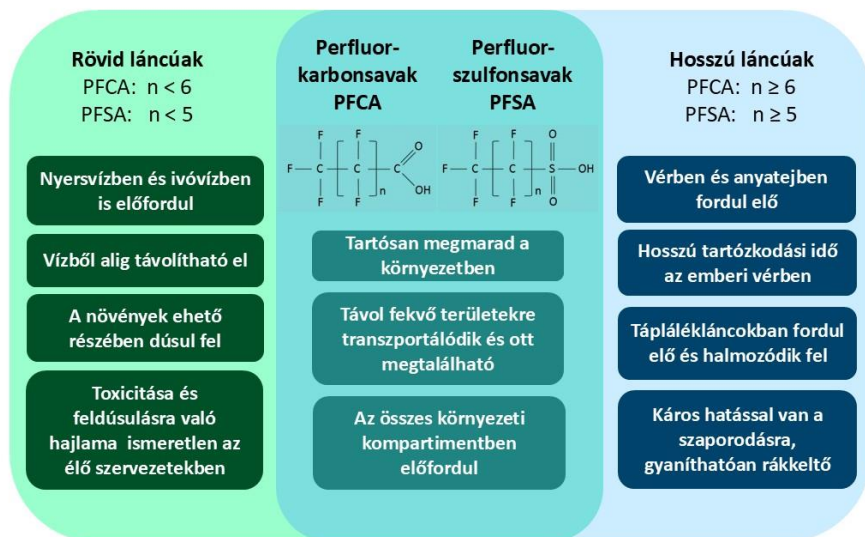 Rövid láncúak
PFCA: n < 6
PFSA: n < 5
Nyersvízben és ivóvízben
is előfordul
Vízből alig távolítható el
A növények ehető
részében dúsul fel
Toxicitása és
feldúsulásra való
hajlama ismeretlen az
élő szervezetekben
Perfluor-
karbonsavak
PFCA
F F
F C C C O
OH
F F n
Perfluor-
szulfonsavak
PFSA
F F O
F C C S OH
F F n O
Tartósan megmarad a
környezetben
Távol fekvő területekre
transzportálódik és ott
megtalálható
Az összes környezeti
kompartimentben
előfordul
Hosszú láncúak
PFCA: n ≥ 6
PFSA: n ≥ 5
Vérben és anyatejben
fordul elő
Hosszú tartózkodási idő
az emberi vérben
Táplálékláncokban fordul
elő és halmozódik fel
Káros hatással van a
szaporodásra,
gyaníthatóan rákkeltő